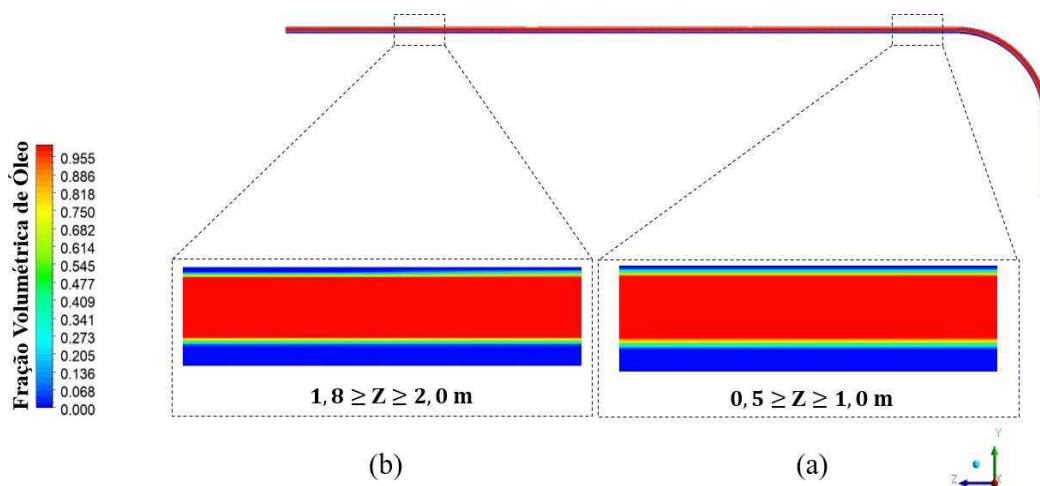 Fração Volumétrica de Óleo
0.955
0.886
0.818
0.750
0.682
0.614
0.545
0.477
0.409
0.341
0.273
0.205
0.136
0.068
0.000
1,8 ≥ Z ≥ 2,0 m
0,5 ≥ Z ≥ 1,0 m
(b)
(a)
Y
Z
X